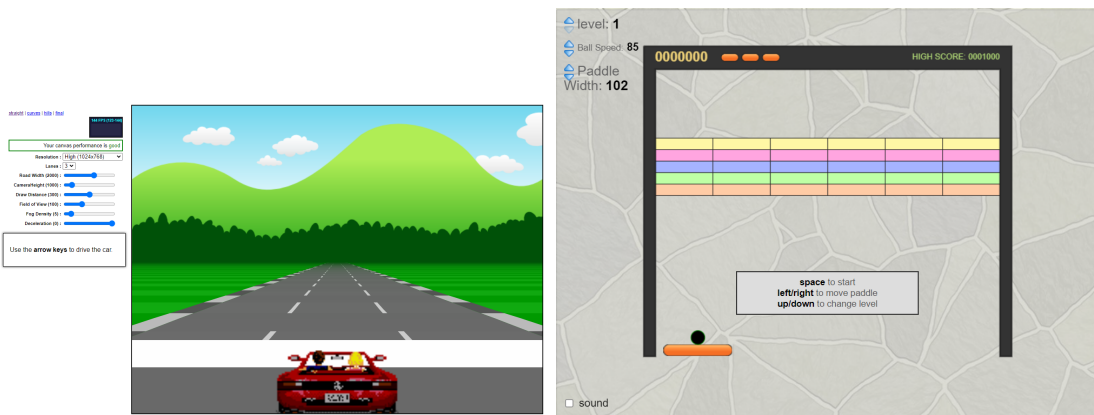 straight | curves | hills | final
Your canvas performance is good
Resolution : High (1024x768)
Lanes : 3
Road Width (2000) :
CameraHeight (1000) :
Draw Distance (300) :
Field of View (100) :
Fog Density (5) :
Deceleration (0) :
Use the arrow keys to drive the car.
level: 1
Ball Speed: 85
Paddle
Width: 102
0000000
HIGH SCORE: 0001000
space to start
left/right to move paddle
up/down to change level
sound